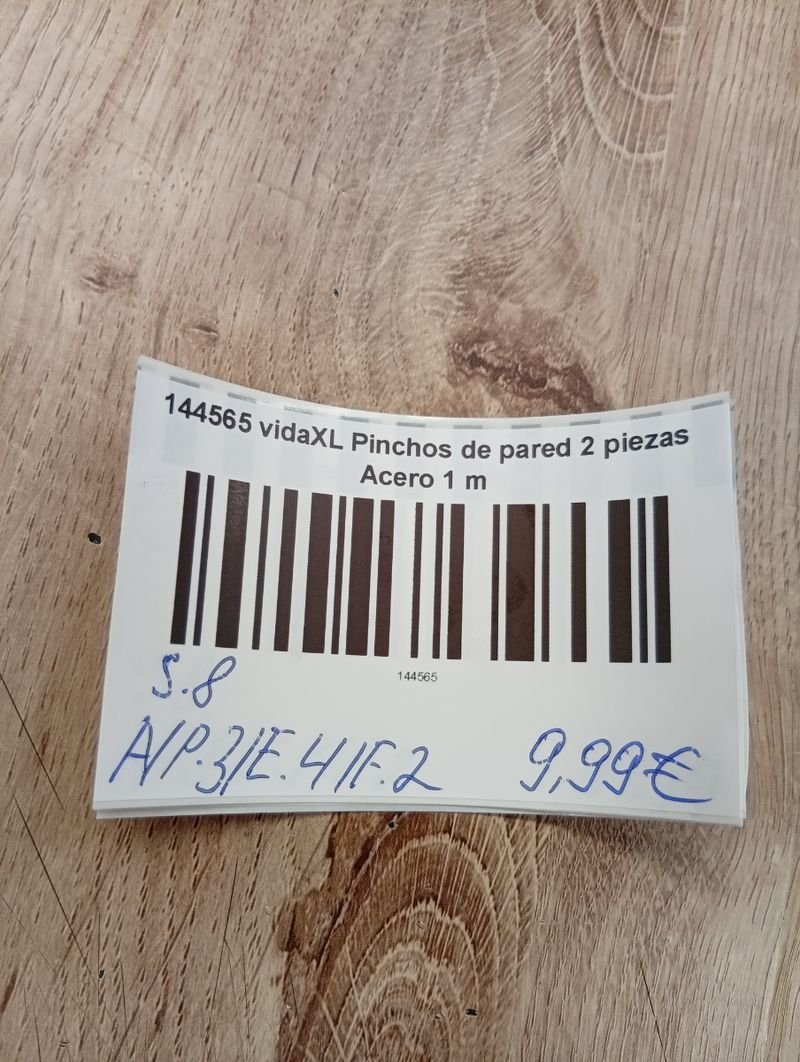 144565 vidaXL Pinchos de pared 2 piezas
Acero 1 m
144565
S.8
A/P.3/E.4/F.2 9,99€